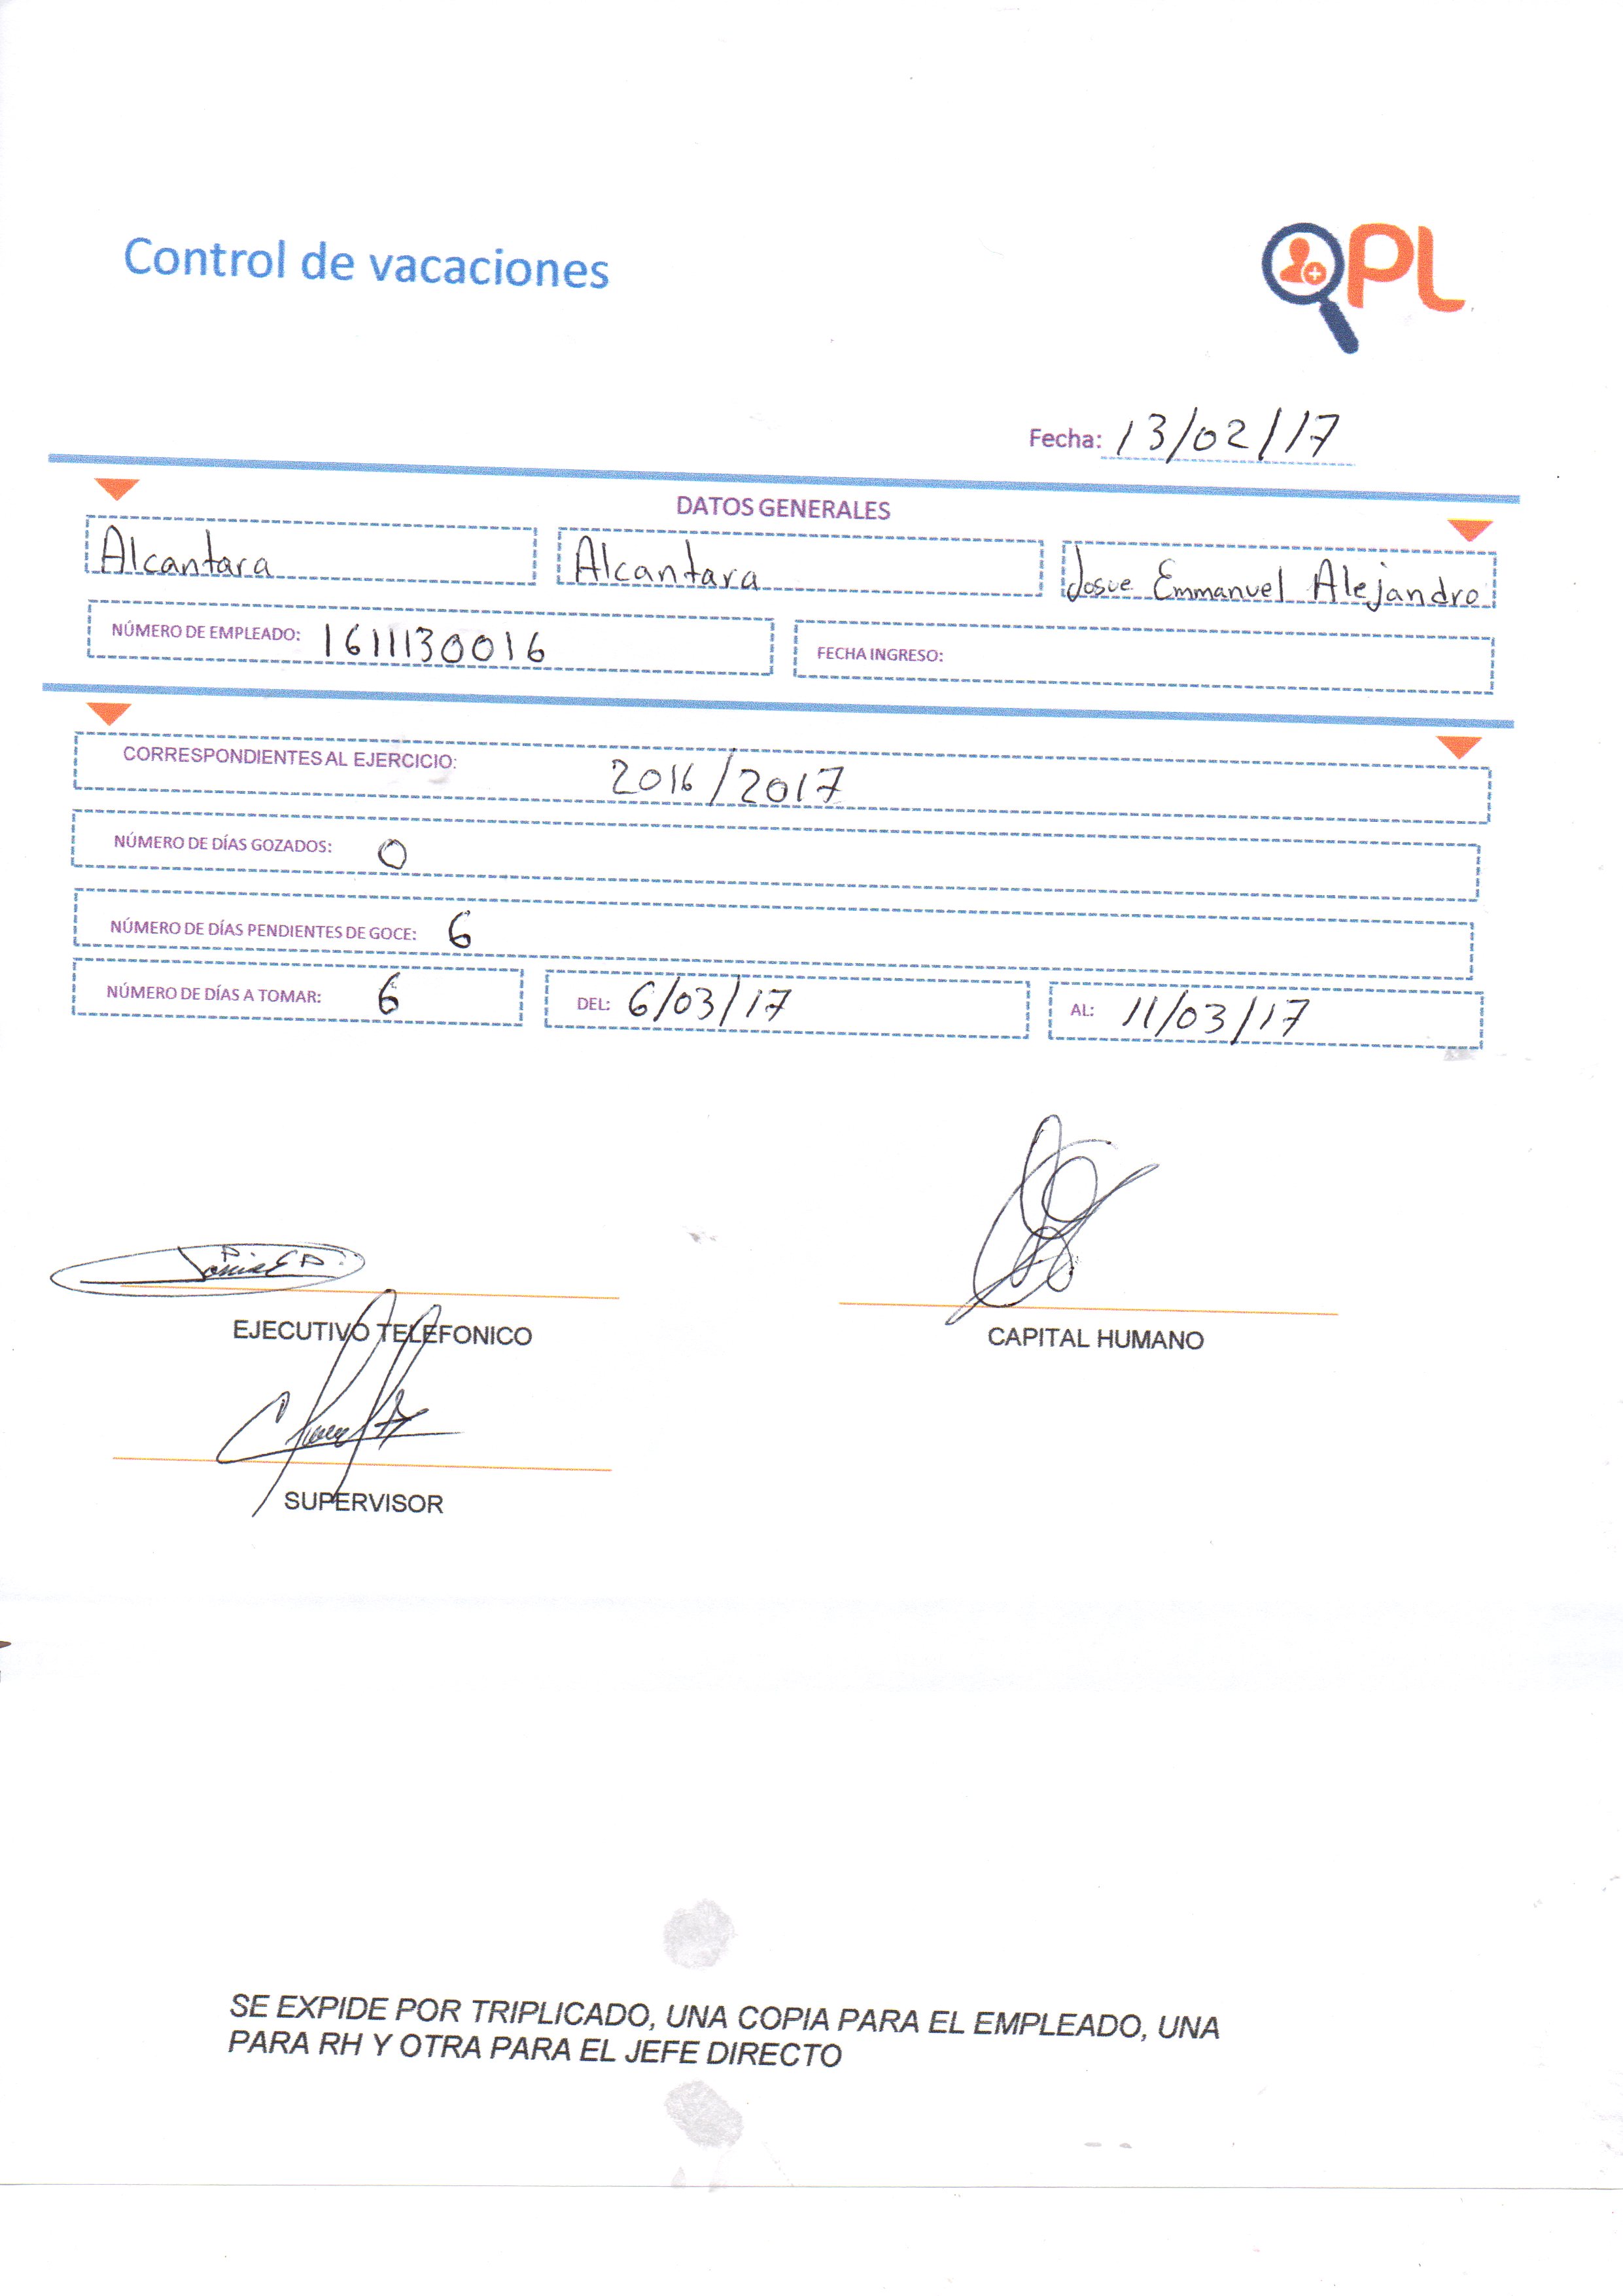 Control de vacaciones
QPL
Fecha: 13/02/17
DATOS GENERALES
Alcantara Alcantara Josue Emmanuel Alejandro
NÚMERO DE EMPLEADO: 1611130016 FECHA INGRESO:
CORRESPONDIENTES AL EJERCICIO: 2016/2017
NÚMERO DE DÍAS GOZADOS: 0
NÚMERO DE DÍAS PENDIENTES DE GOCE: 6
NÚMERO DE DÍAS A TOMAR: 6 DEL: 6/03/17 AL: 11/03/17
EJECUTIVO TELEFONICO CAPITAL HUMANO
SUPERVISOR
SE EXPIDE POR TRIPLICADO, UNA COPIA PARA EL EMPLEADO, UNA
PARA RH Y OTRA PARA EL JEFE DIRECTO